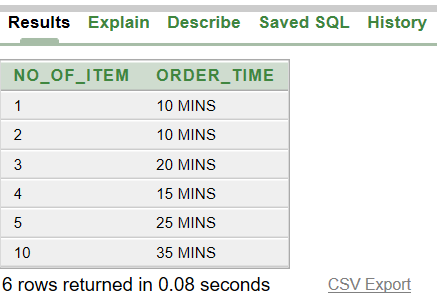 Results Explain Describe Saved SQL History
NO_OF_ITEM ORDER_TIME
1 10 MINS
2 10 MINS
3 20 MINS
4 15 MINS
5 25 MINS
10 35 MINS
6 rows returned in 0.08 seconds CSV Export